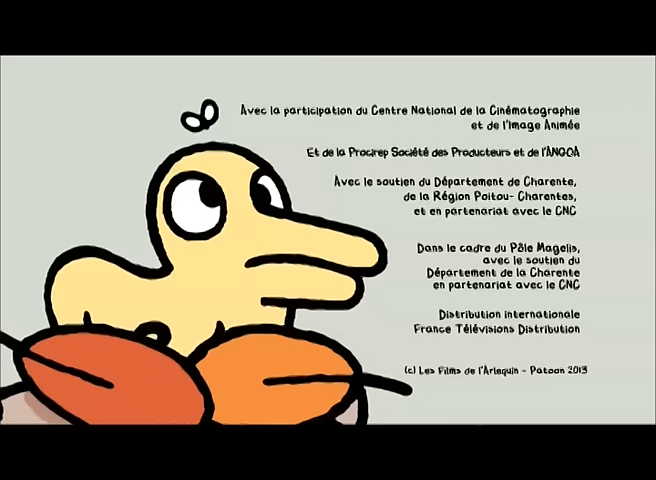 Avec la participation du Centre National de la Cinématographie
et de l'Image Animée
Et de la Procirep Société des Producteurs et de l'ANGOA
Avec le soutien du Département de Charente,
de la Région Poitou- Charentes,
et en partenariat avec le CNC
Dans le cadre du Pôle Magelis,
avec le soutien du
Département de la Charente
en partenariat avec le CNC
Distribution internationale
France Télévisions Distribution
(c) Les Films de l'Arlequin - Patoon 2013